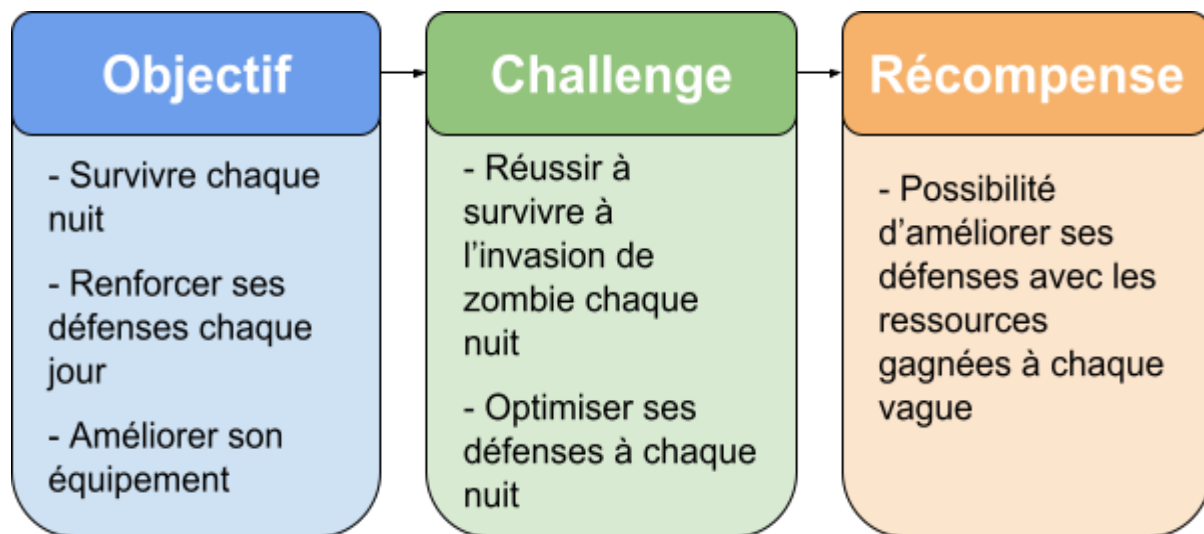 Objectif
- Survivre chaque
nuit
- Renforcer ses
défenses chaque
jour
- Améliorer son
équipement
Challenge
- Réussir à
survivre à
l’invasion de
zombie chaque
nuit
- Optimiser ses
défenses à chaque
nuit
Récompense
- Possibilité
d’améliorer ses
défenses avec les
ressources
gagnées à chaque
vague